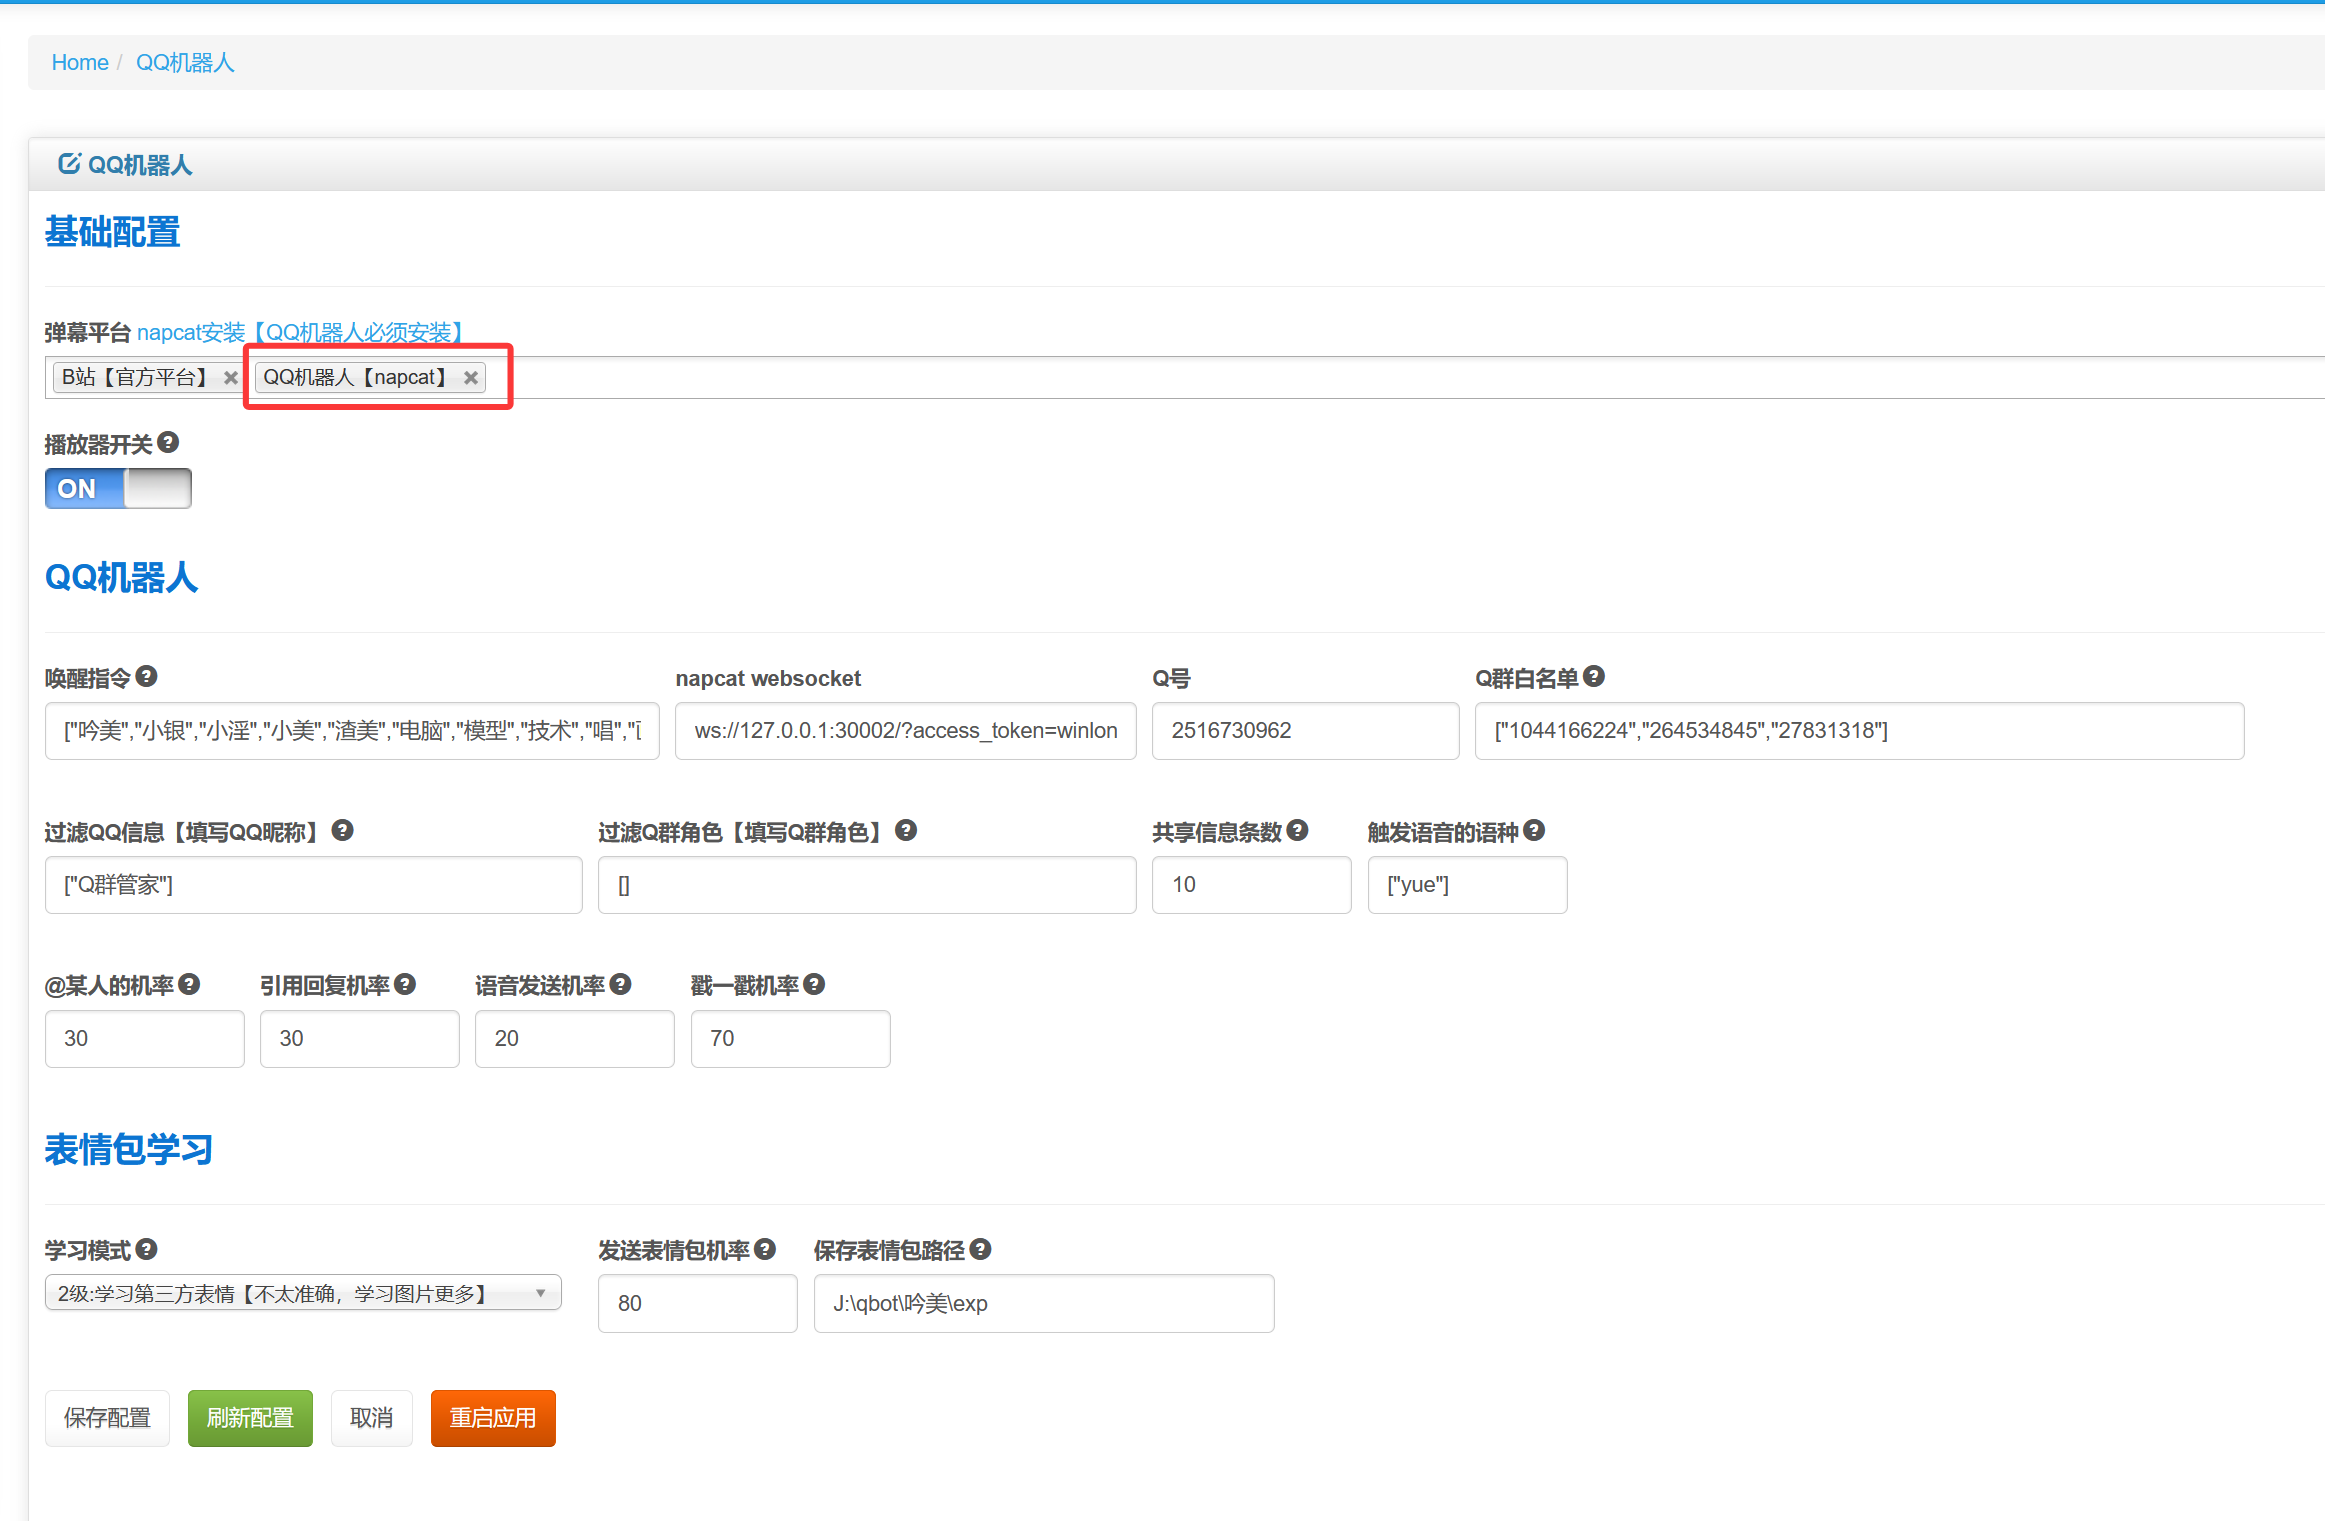 Home / QQ机器人
QQ机器人
基础配置
弹幕平台 napcat安装【QQ机器人必须安装】
B站【官方平台】 QQ机器人【napcat】
播放器开关
ON
QQ机器人
唤醒指令 napcat websocket Q号 Q群白名单
["吟美","小银","小淫","小美","渣美","电脑","模型","技术","唱"," ws://127.0.0.1:30002/?access_token=winlon 2516730962 ["1044166224","264534845","27831318"]
过滤QQ信息【填写QQ昵称】 过滤Q群角色【填写Q群角色】 共享信息条数 触发语音的语种
["Q群管家"] [] 10 ["yue"]
@某人的机率 引用回复机率 语音发送机率 戳一戳机率
30 30 20 70
表情包学习
学习模式 发送表情包机率 保存表情包路径
2级:学习第三方表情【不太准确，学习图片更多】 80 J:\qbot\吟美\exp
保存配置 刷新配置 取消 重启应用